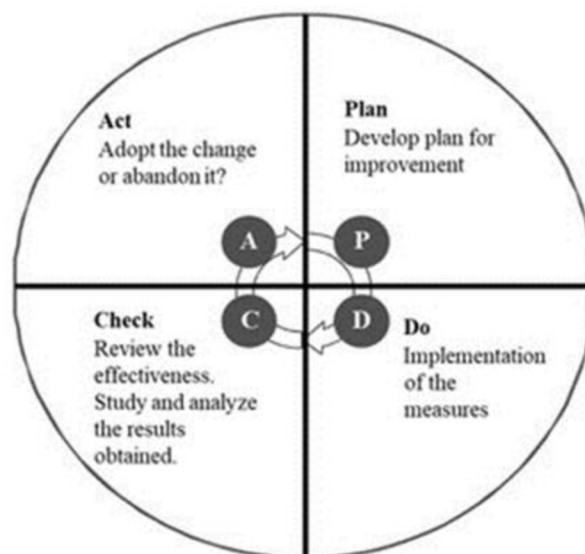 Act
Adopt the change
or abandon it?
Plan
Develop plan for
improvement
A
P
C
D
Check
Review the
effectiveness.
Study and analyze
the results
obtained.
Do
Implementation
of the
measures